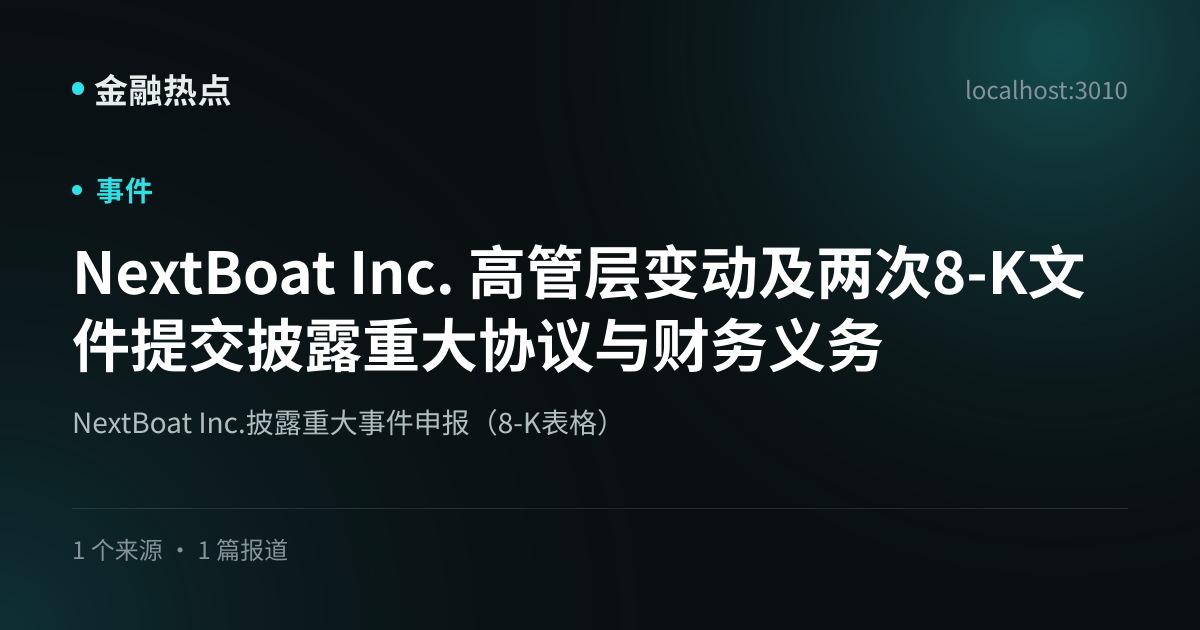 金融热点
localhost:3010
事件
NextBoat Inc. 高管层变动及两次8-K文
件提交披露重大协议与财务义务
NextBoat Inc.披露重大事件申报（8-K表格）
1 个来源 · 1 篇报道